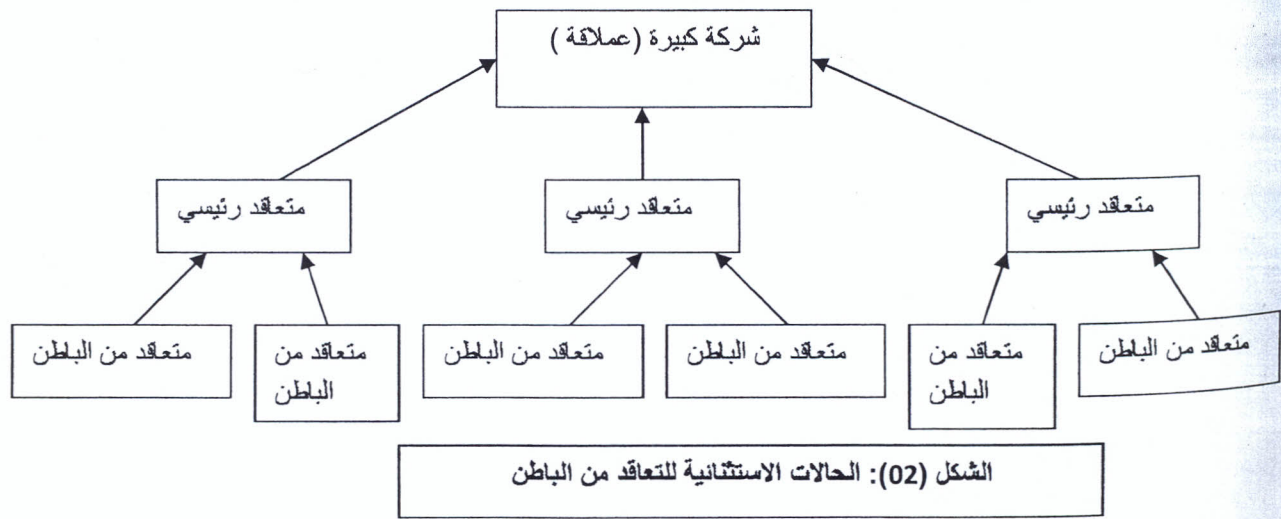 شركة كبيرة (عملاقة )
متعاقد رئيسي
متعاقد رئيسي
متعاقد رئيسي
متعاقد من الباطن
متعاقد من
الباطن
متعاقد من الباطن
متعاقد من الباطن
متعاقد من
الباطن
متعاقد من الباطن
الشكل (02): الحالات الاستثنائية للتعاقد من الباطن